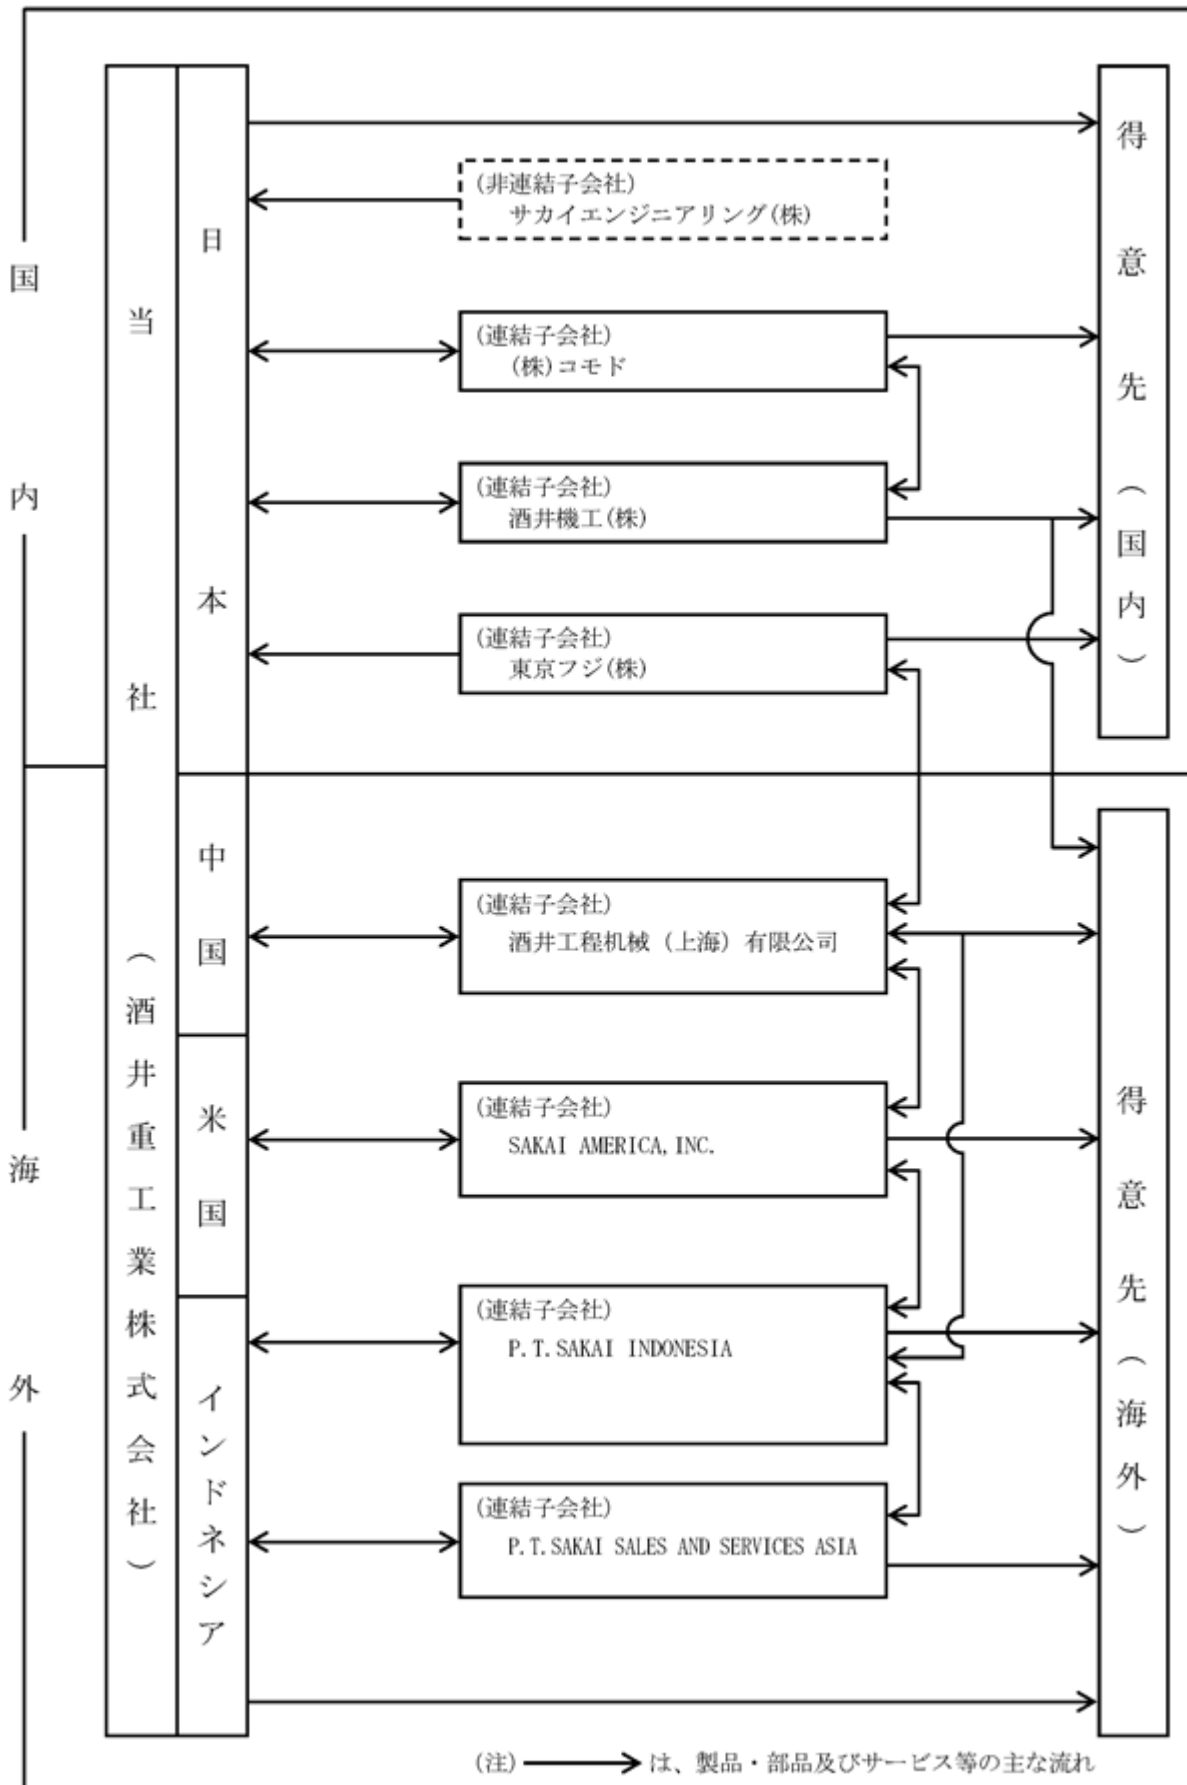 国内
海外
当社（酒井重工業株式会社）
日本
中国
米国
インドネシア
(非連結子会社)
サカイエンジニアリング(株)
(連結子会社)
(株)コモド
(連結子会社)
酒井機工(株)
(連結子会社)
東京フジ(株)
(連結子会社)
酒井工程机械（上海）有限公司
(連結子会社)
SAKAI AMERICA,INC.
(連結子会社)
P.T.SAKAI INDONESIA
(連結子会社)
P.T.SAKAI SALES AND SERVICES ASIA
得意先（国内）
得意先（海外）
(注) は、製品・部品及びサービス等の主な流れ